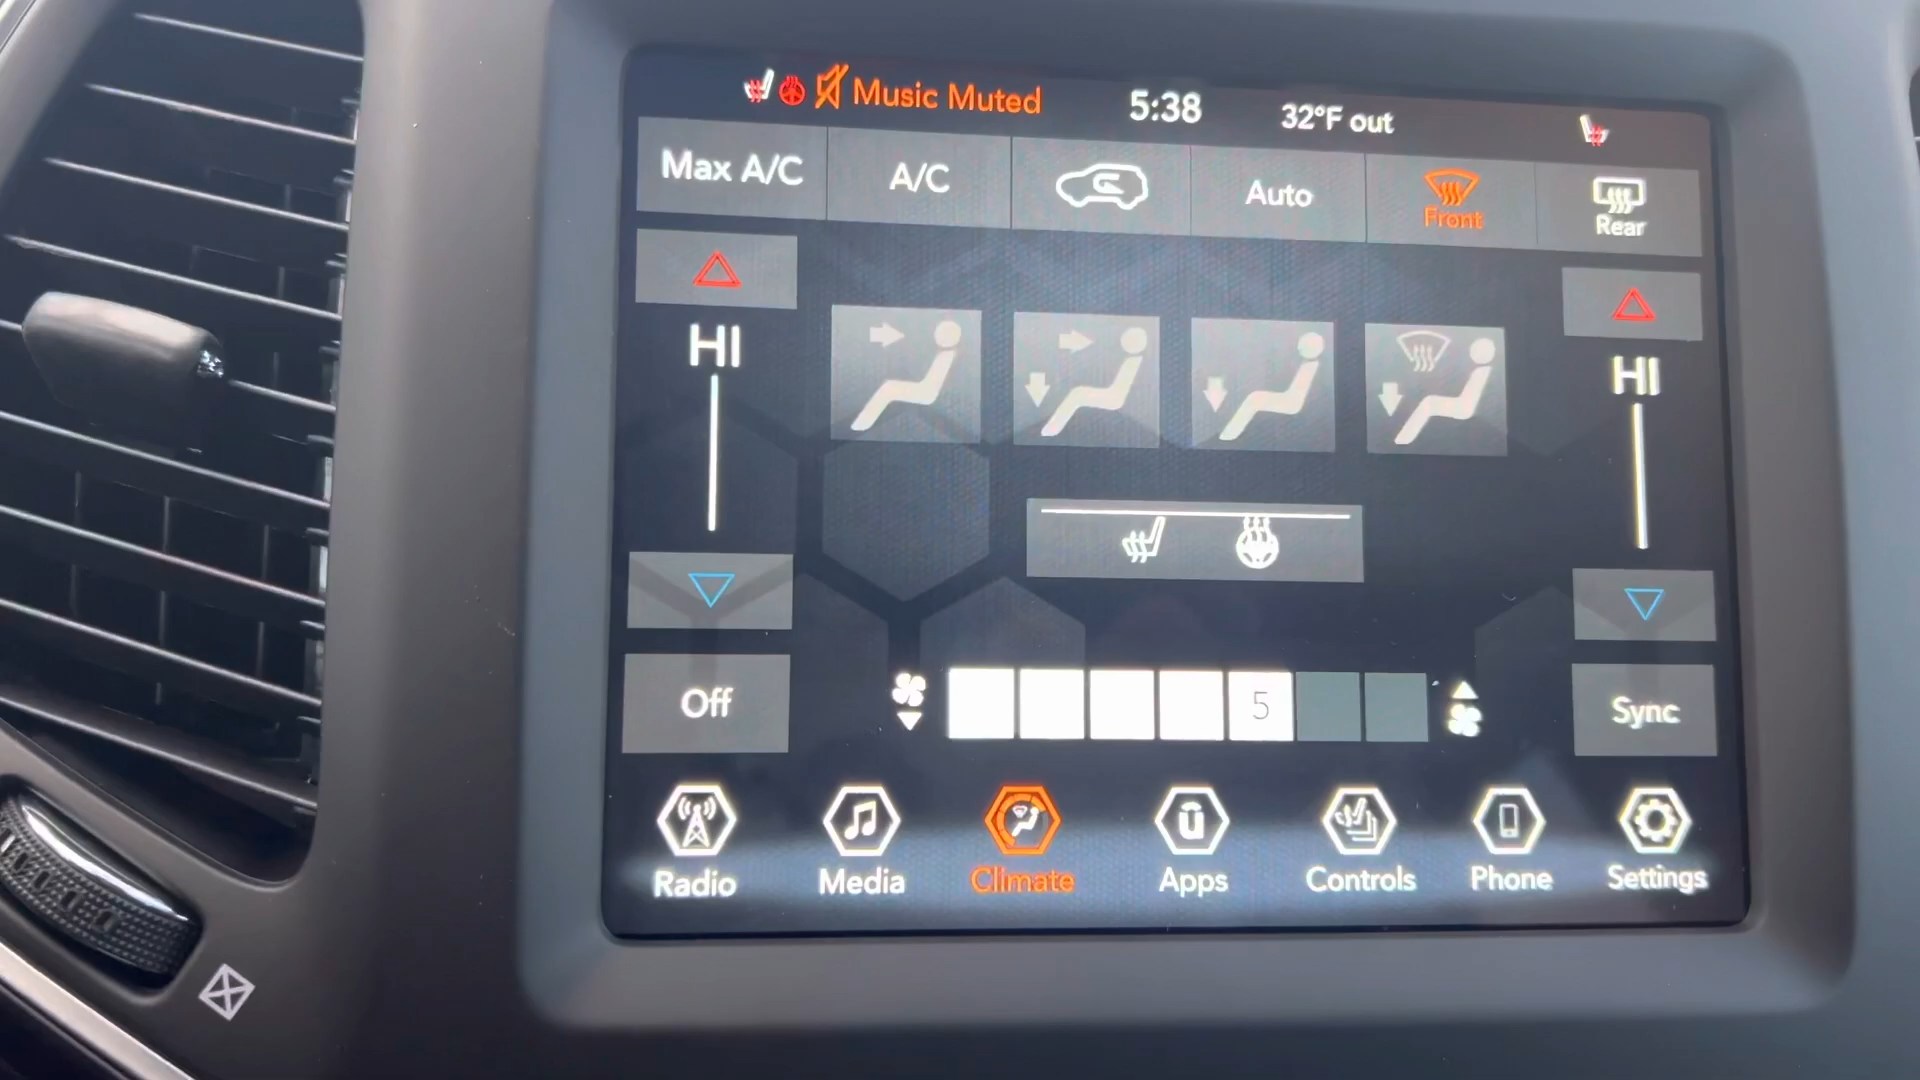 Music Muted 5:38 32°F out
Max A/C A/C Auto Front Rear
HI HI
Off 5 Sync
Radio Media Climate Apps Controls Phone Settings